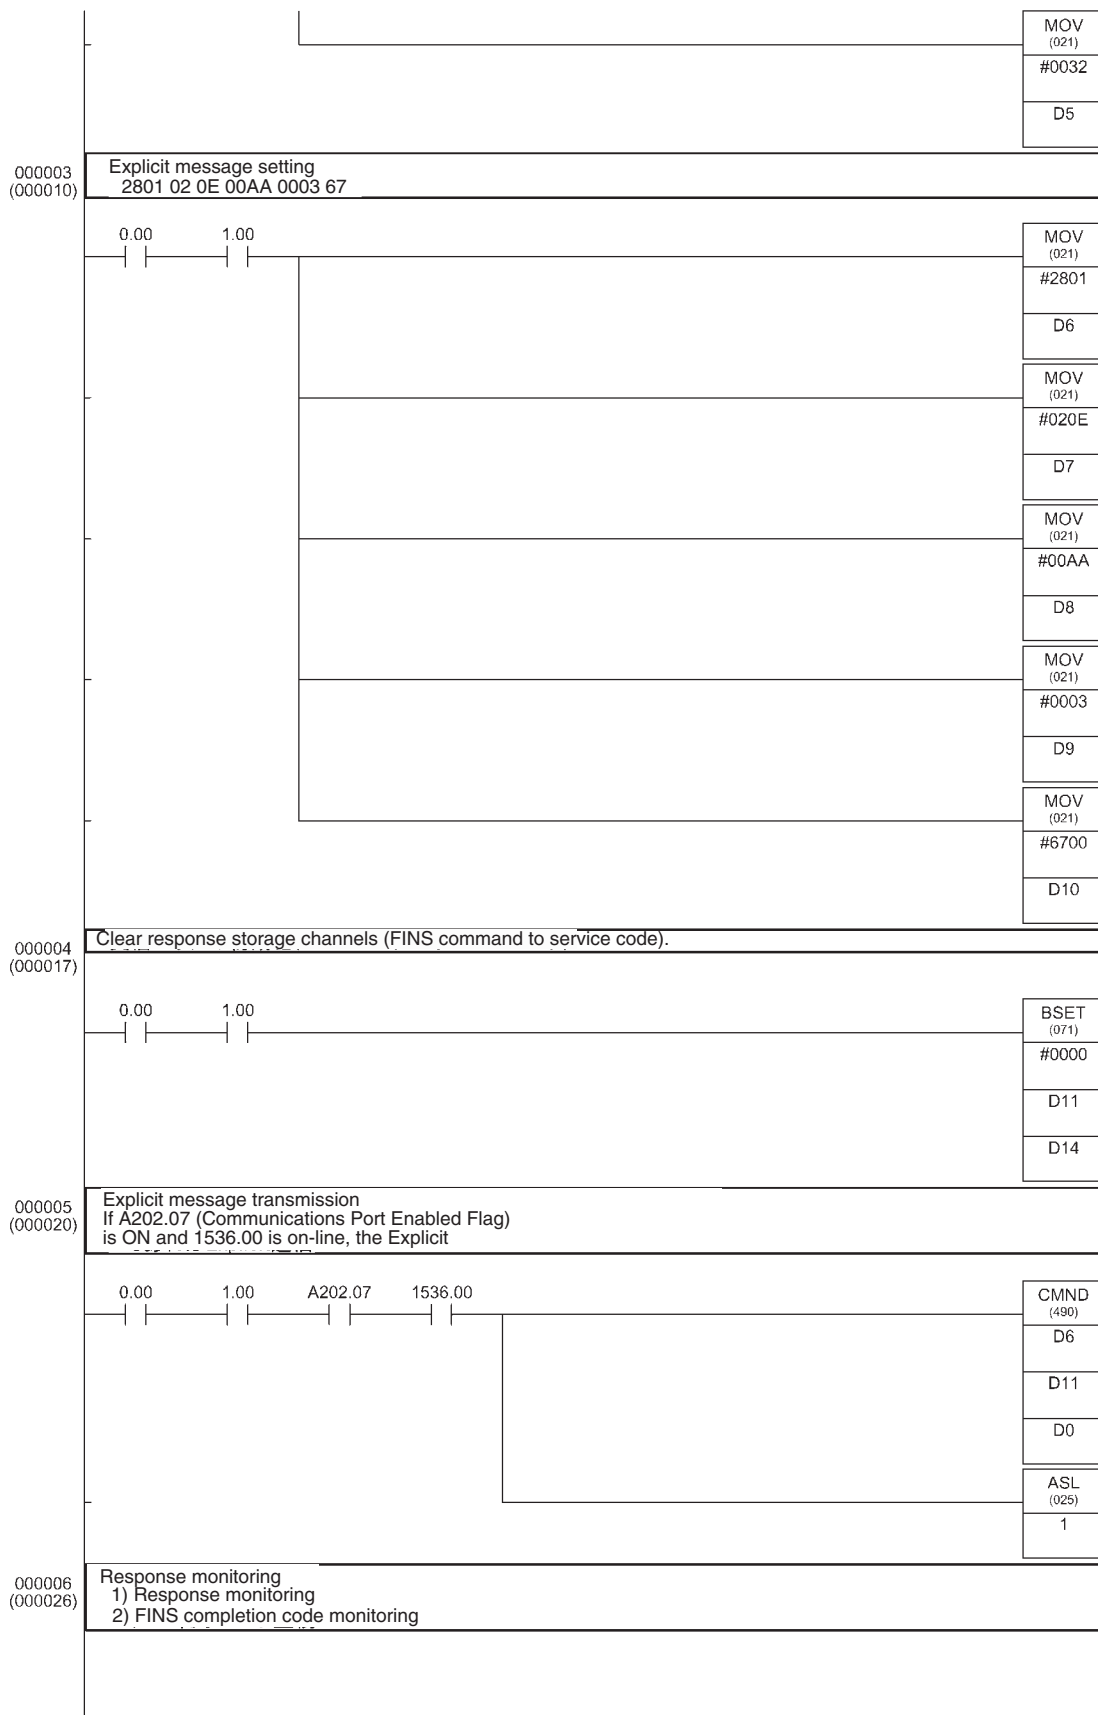 MOV
(021)
#0032
D5
000003
(000010)
Explicit message setting
2801 02 0E 00AA 0003 67
0.00 1.00
MOV
(021)
#2801
D6
MOV
(021)
#020E
D7
MOV
(021)
#00AA
D8
MOV
(021)
#0003
D9
MOV
(021)
#6700
D10
000004
(000017)
Clear response storage channels (FINS command to service code).
0.00 1.00
BSET
(071)
#0000
D11
D14
000005
(000020)
Explicit message transmission
If A202.07 (Communications Port Enabled Flag)
is ON and 1536.00 is on-line, the Explicit
0.00 1.00 A202.07 1536.00
CMND
(490)
D6
D11
D0
ASL
(025)
1
000006
(000026)
Response monitoring
1) Response monitoring
2) FINS completion code monitoring